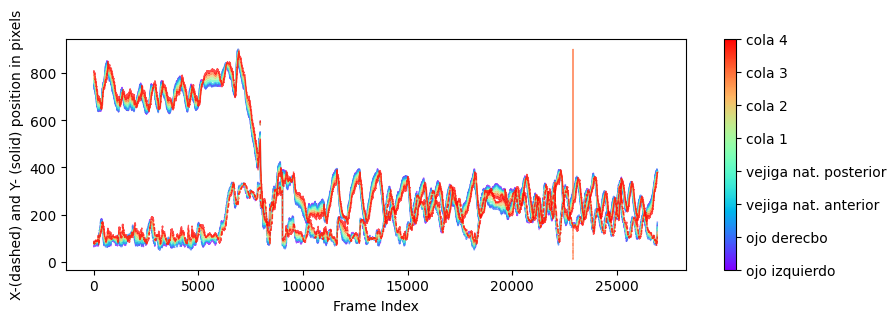 X-(dashed) and Y- (solid) position in pixels
800
600
400
200
0
0
5000
10000
15000
20000
25000
Frame Index
cola 4
cola 3
cola 2
cola 1
vejiga nat. posterior
vejiga nat. anterior
ojo derecbo
ojo izquierdo